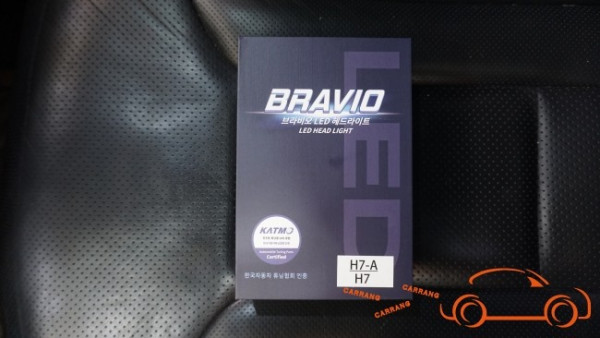 LED
BRAVIO
브라비오 LED 헤드라이트
LED HEAD LIGHT
KATMO
Certified
한국자동차 튜닝협회 인증
H7-A
H7
CARRANG
CARRANG
CARRANG